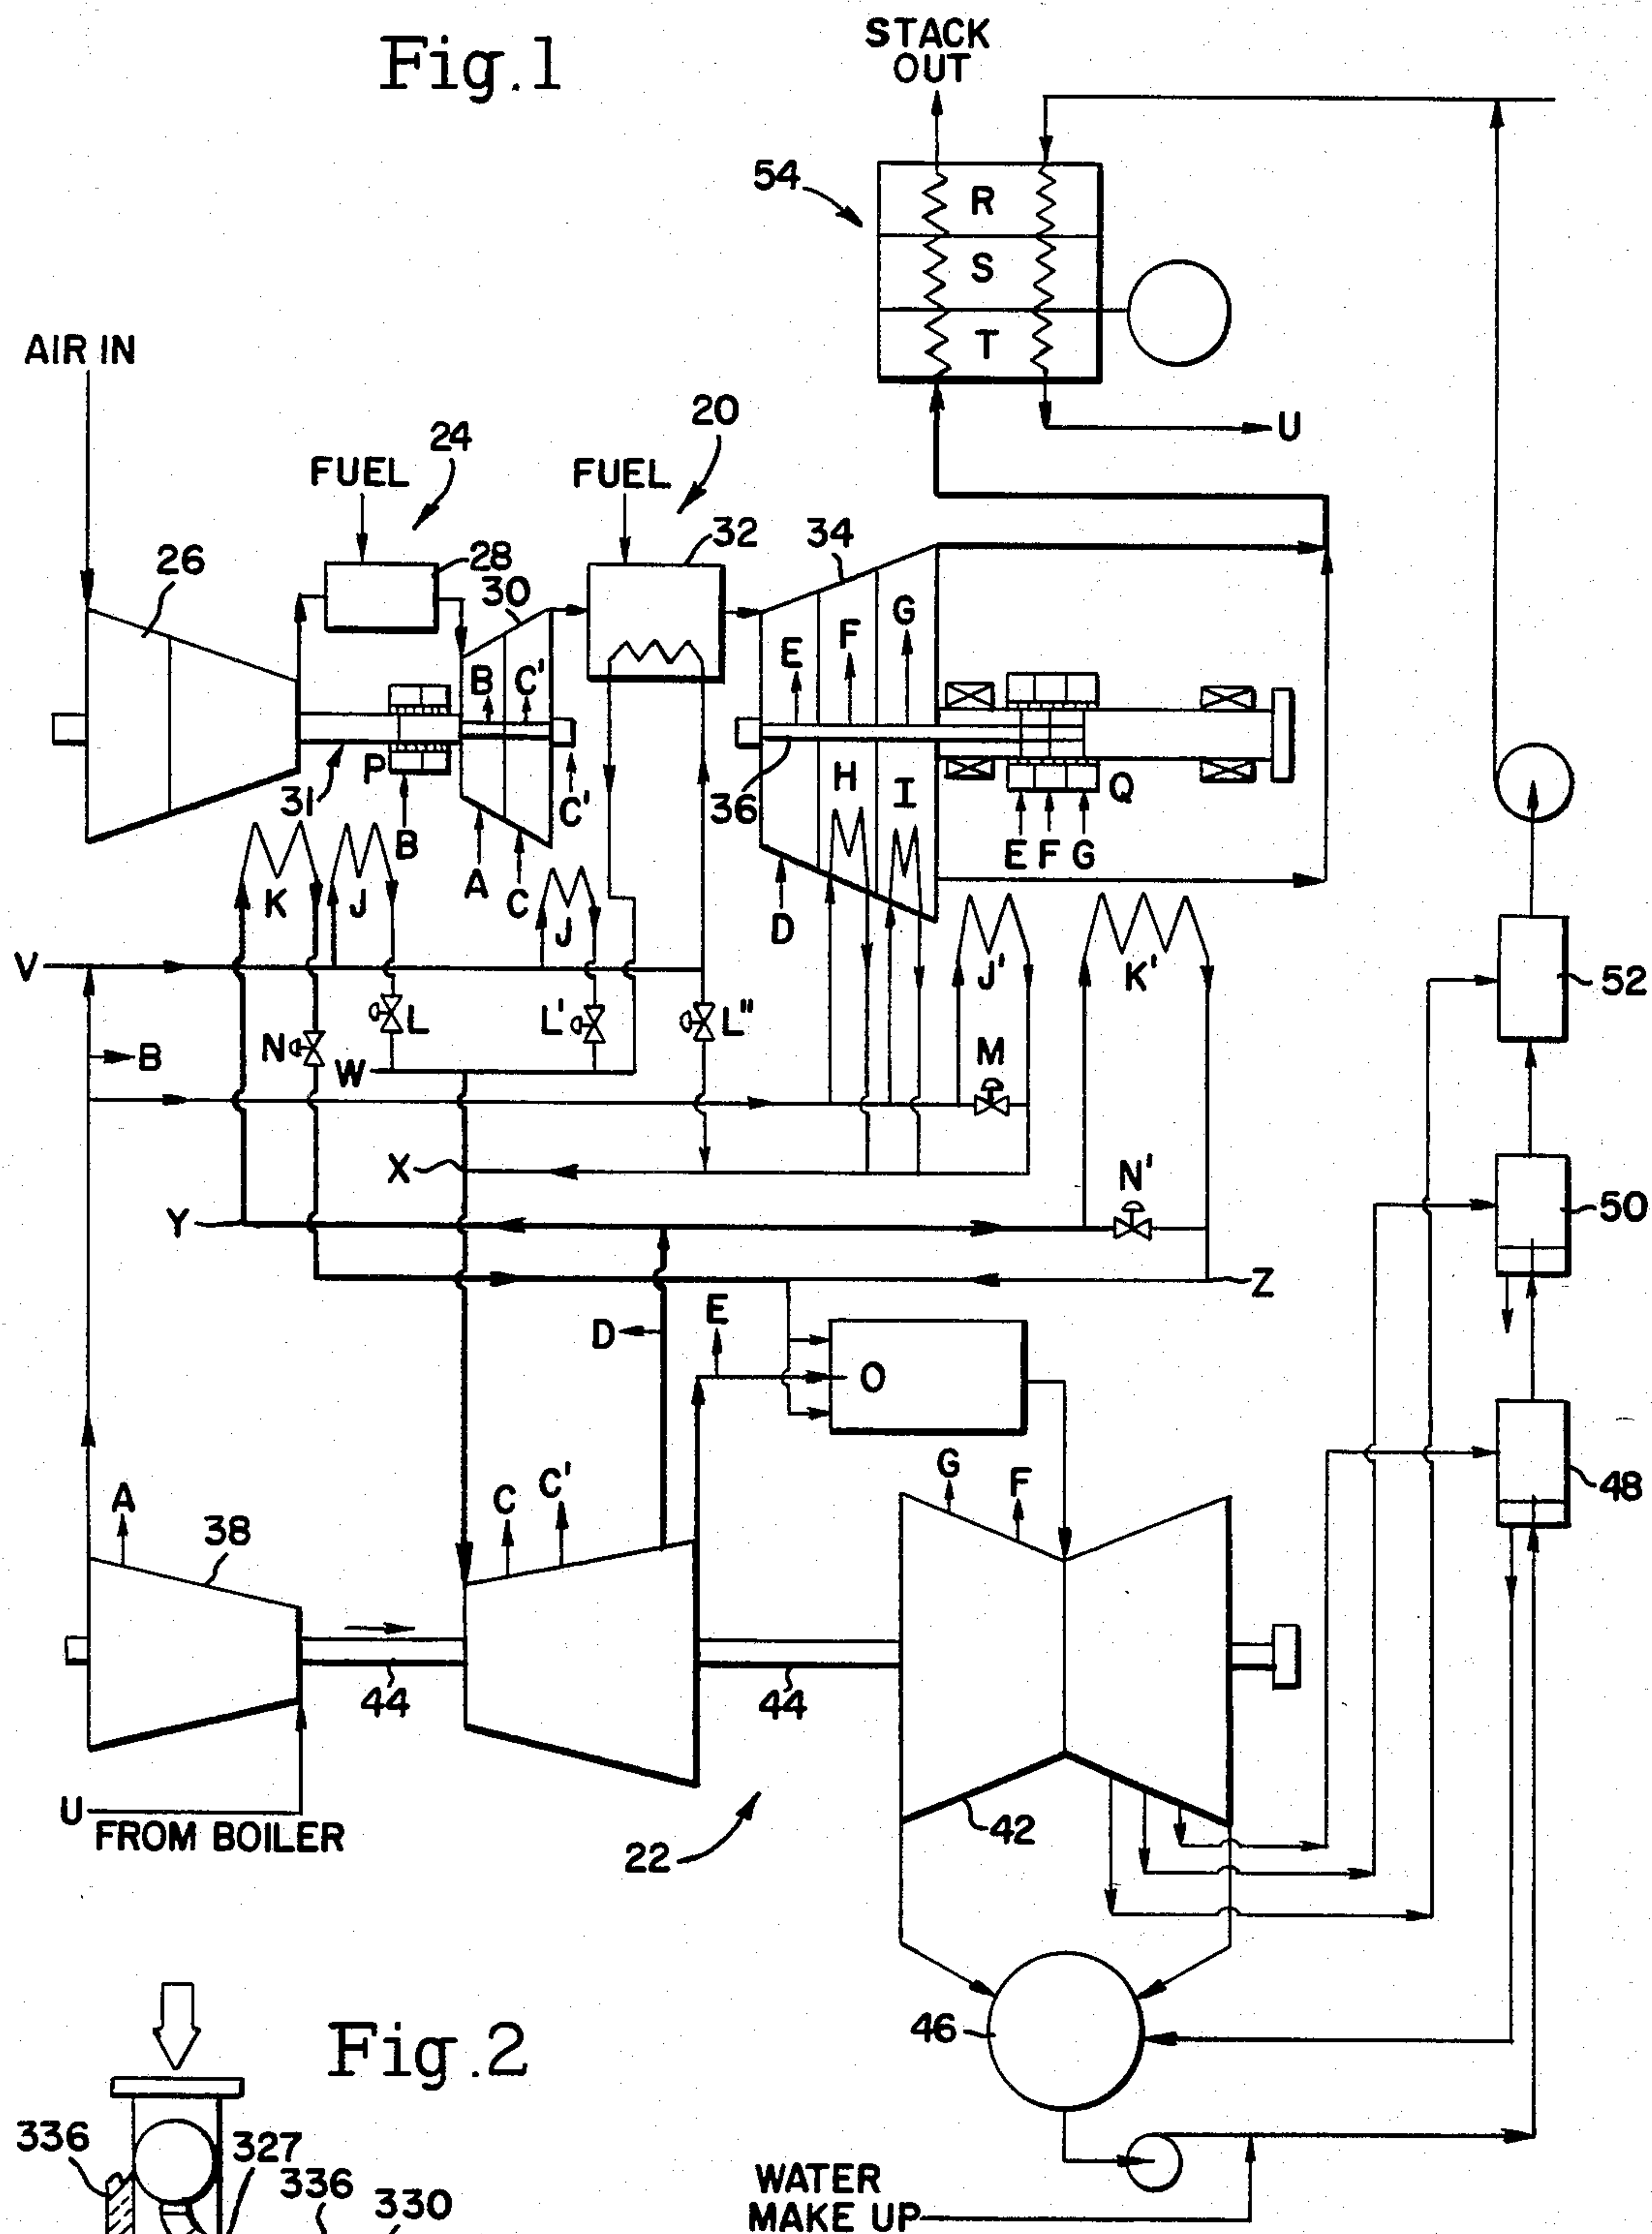 Fig.1
STACK
OUT
54
R
S
T
AIR IN
U
24
20
FUEL
FUEL
26
28
30
32
34
G
F
E
B
C'
P
31
B
A
C
C'
36
H
I
Q
E F G
D
K
J
J
J'
K'
V
52
L
L'
L"
N
B
W
M
X
N'
Y
50
Z
E
D
O
G
F
48
A
38
C
C'
44
44
U
FROM BOILER
42
22
46
Fig.2
336
327
336
330
WATER
MAKE UP